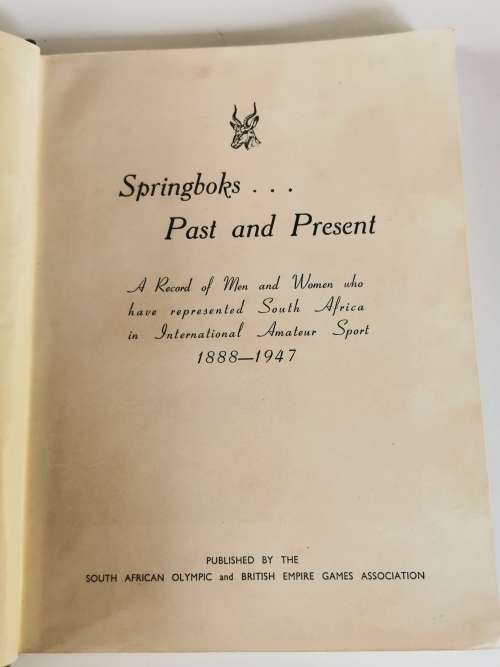 Springboks . . .
Past and Present
A Record of Men and Women who
have represented South Africa
in International Amateur Sport
1888—1947
PUBLISHED BY THE
SOUTH AFRICAN OLYMPIC and BRITISH EMPIRE GAMES ASSOCIATION